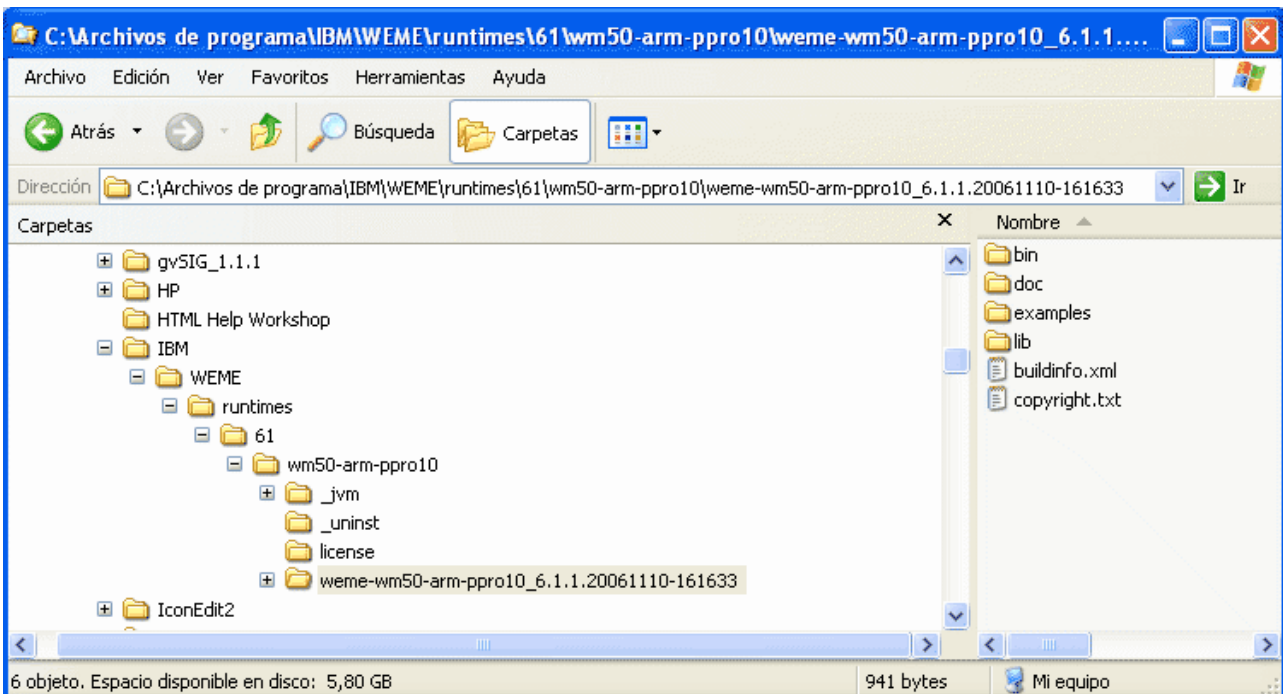 C:\Archivos de programa\IBM\WEME\runtimes\61\wm50-arm-ppro10\weme-wm50-arm-ppro10_6.1.1....
Archivo Edición Ver Favoritos Herramientas Ayuda
Atrás Búsqueda Carpetas
Dirección C:\Archivos de programa\IBM\WEME\runtimes\61\wm50-arm-ppro10\weme-wm50-arm-ppro10_6.1.1.20061110-161633 Ir
Carpetas
gvSIG_1.1.1
HP
HTML Help Workshop
IBM
WEME
runtimes
61
wm50-arm-ppro10
_jvm
_uninst
license
weme-wm50-arm-ppro10_6.1.1.20061110-161633
IconEdit2
Nombre
bin
doc
examples
lib
buildinfo.xml
copyright.txt
6 objeto. Espacio disponible en disco: 5,80 GB 941 bytes Mi equipo